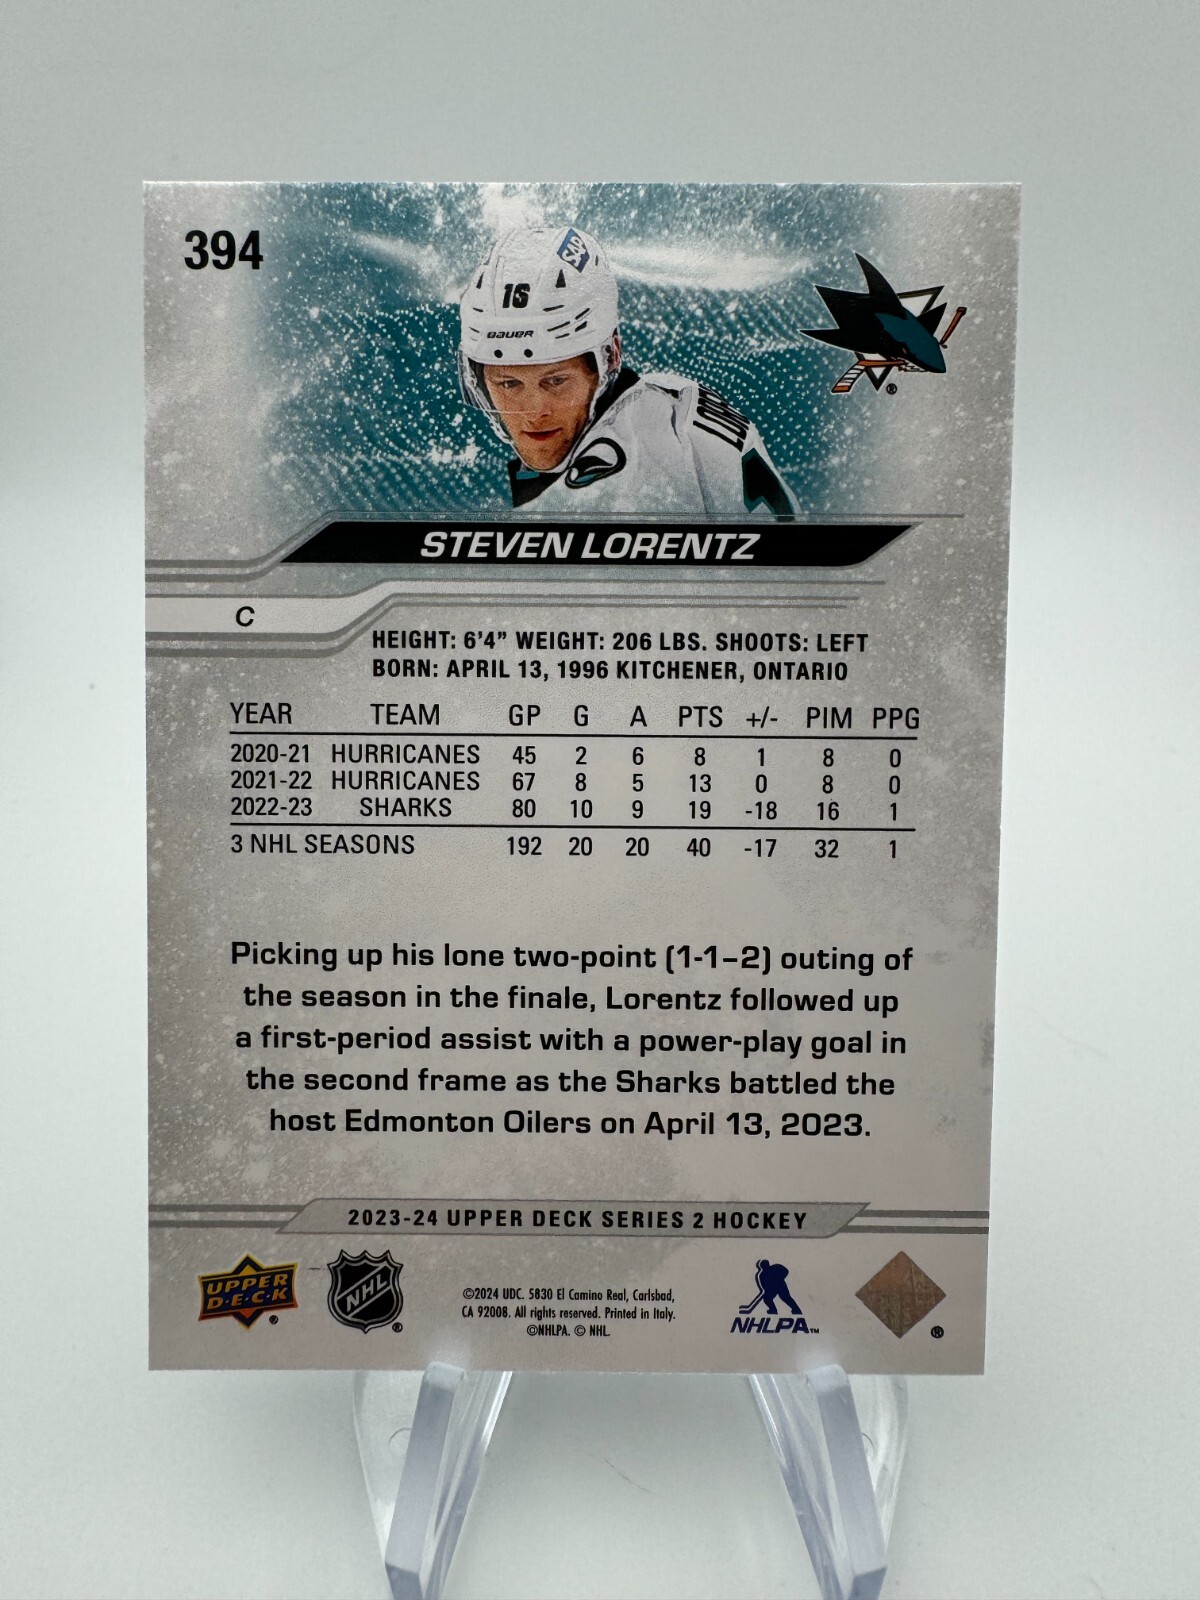 394
SAP
16
BAUER
STEVEN LORENTZ
C
HEIGHT: 6'4" WEIGHT: 206 LBS. SHOOTS: LEFT
BORN: APRIL 13, 1996 KITCHENER, ONTARIO
YEAR TEAM GP G A PTS +/- PIM PPG
2020-21 HURRICANES 45 2 6 8 1 8 0
2021-22 HURRICANES 67 8 5 13 0 8 0
2022-23 SHARKS 80 10 9 19 -18 16 1
3 NHL SEASONS 192 20 20 40 -17 32 1
Picking up his lone two-point (1-1–2) outing of
the season in the finale, Lorentz followed up
a first-period assist with a power-play goal in
the second frame as the Sharks battled the
host Edmonton Oilers on April 13, 2023.
2023-24 UPPER DECK SERIES 2 HOCKEY
UPPER
D·E·C·K ®
NHL ®
©2024 UDC. 5830 El Camino Real, Carlsbad,
CA 92008. All rights reserved. Printed in Italy.
©NHLPA. © NHL.
NHLPA™
®